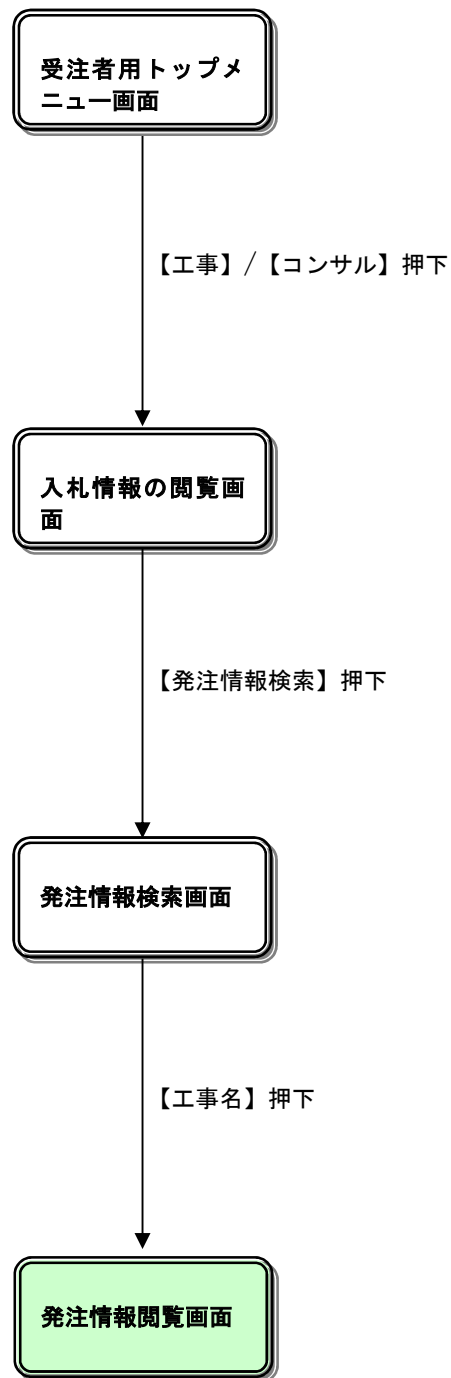 受注者用トップメ
ニュー画面
【工事】/【コンサル】押下
入札情報の閲覧画
面
【発注情報検索】押下
発注情報検索画面
【工事名】押下
発注情報閲覧画面